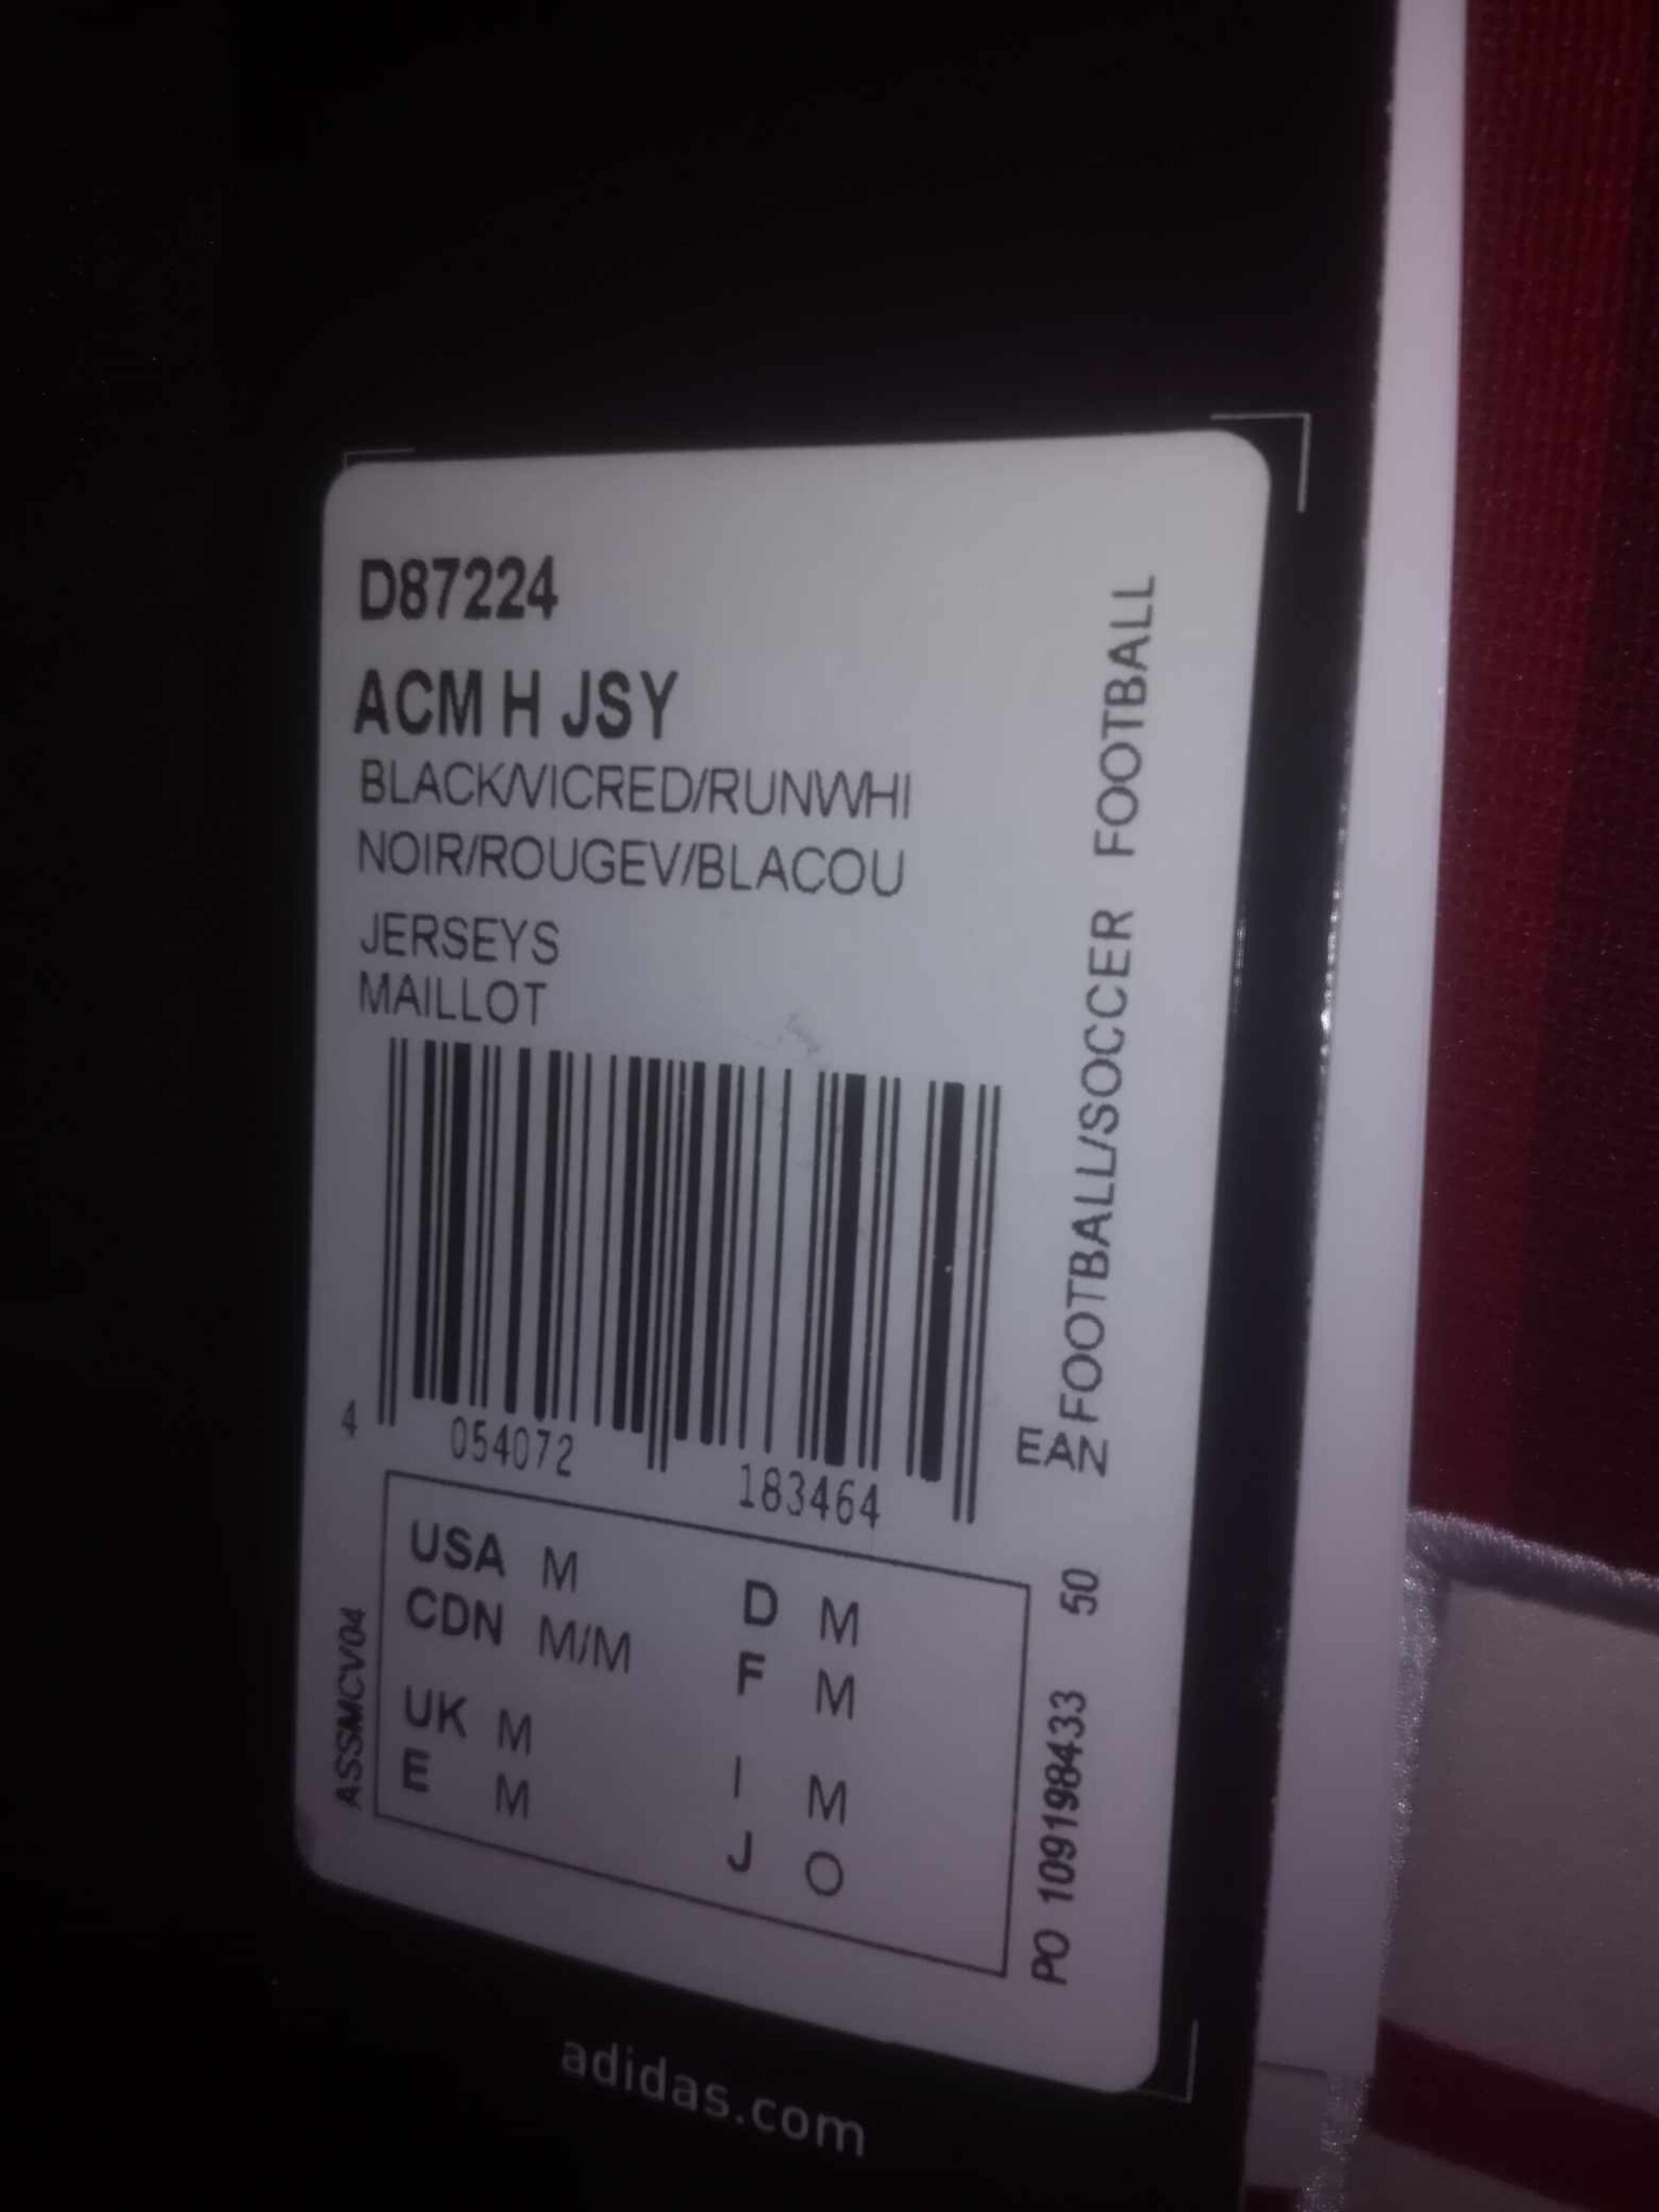 D87224
ACM H JSY
BLACK/VICRED/RUNWHI
NOIR/ROUGEV/BLACOU
JERSEYS
MAILLOT
FOOTBALL/SOCCER FOOTBALL
4 054072 183464
EAN
USA M D M
CDN M/M F M
UK M I M
E M J O
ASSMCV04
PO 109198433 50
adidas.com